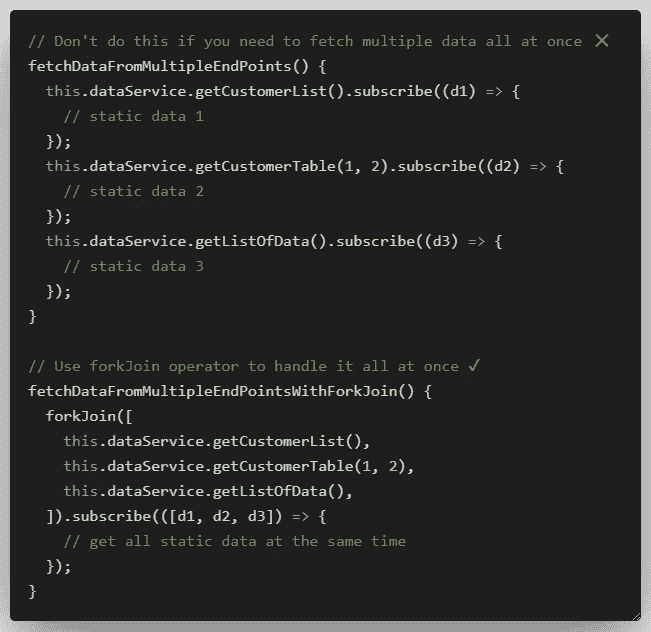 // Don't do this if you need to fetch multiple data all at once ✕
fetchDataFromMultipleEndPoints() {
  this.dataService.getCustomerList().subscribe((d1) => {
    // static data 1
  });
  this.dataService.getCustomerTable(1, 2).subscribe((d2) => {
    // static data 2
  });
  this.dataService.getListOfData().subscribe((d3) => {
    // static data 3
  });
}

// Use forkJoin operator to handle it all at once ✓
fetchDataFromMultipleEndPointsWithForkJoin() {
  forkJoin([
    this.dataService.getCustomerList(),
    this.dataService.getCustomerTable(1, 2),
    this.dataService.getListOfData(),
  ]).subscribe(([d1, d2, d3]) => {
    // get all static data at the same time
  });
}